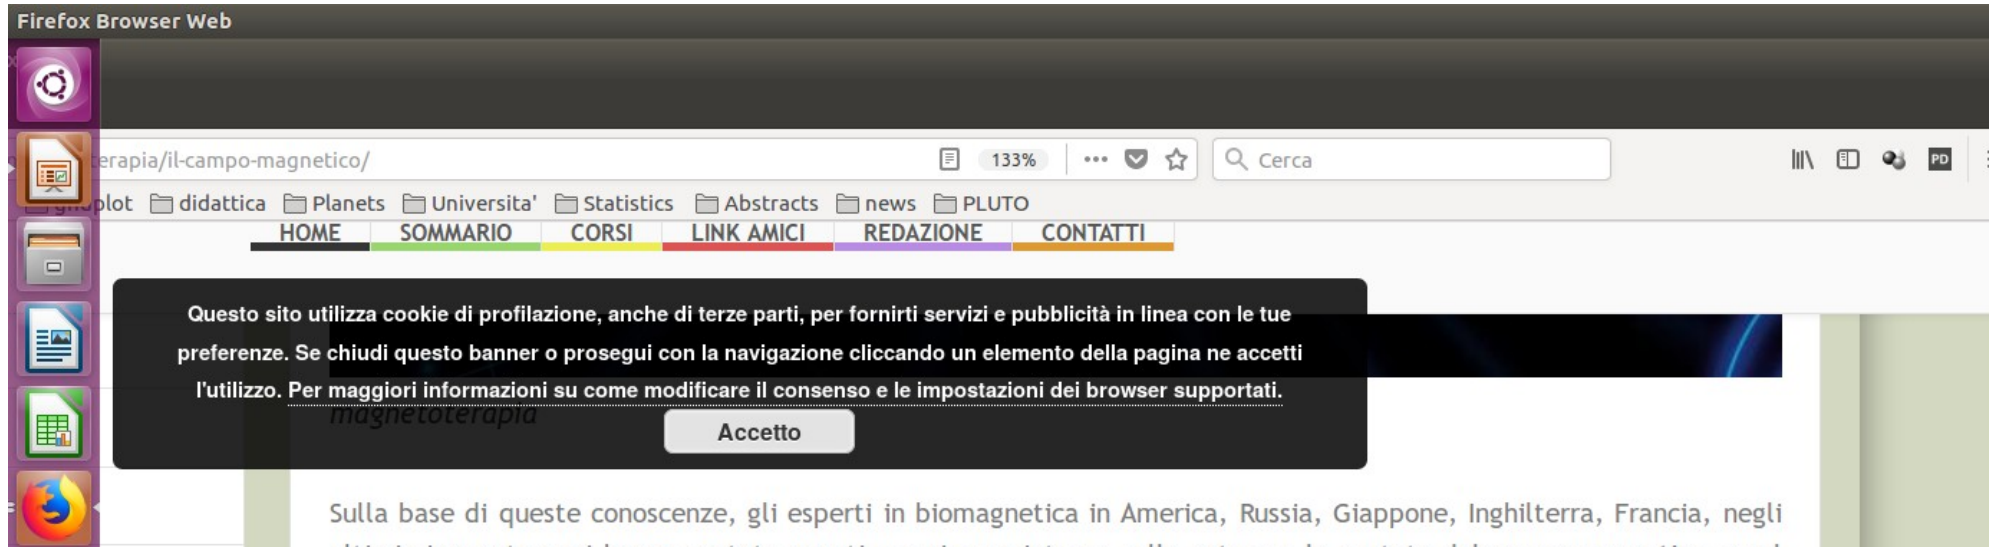 Firefox Browser Web
erapia/il-campo-magnetico/ 133% Cerca PD
plot didattica Planets Universita' Statistics Abstracts news PLUTO
HOME SOMMARIO CORSI LINK AMICI REDAZIONE CONTATTI
Questo sito utilizza cookie di profilazione, anche di terze parti, per fornirti servizi e pubblicità in linea con le tue
preferenze. Se chiudi questo banner o prosegui con la navigazione cliccando un elemento della pagina ne accetti
l'utilizzo. Per maggiori informazioni su come modificare il consenso e le impostazioni dei browser supportati.
magnetoterapia
Accetto
Sulla base di queste conoscenze, gli esperti in biomagnetica in America, Russia, Giappone, Inghilterra, Francia, negli